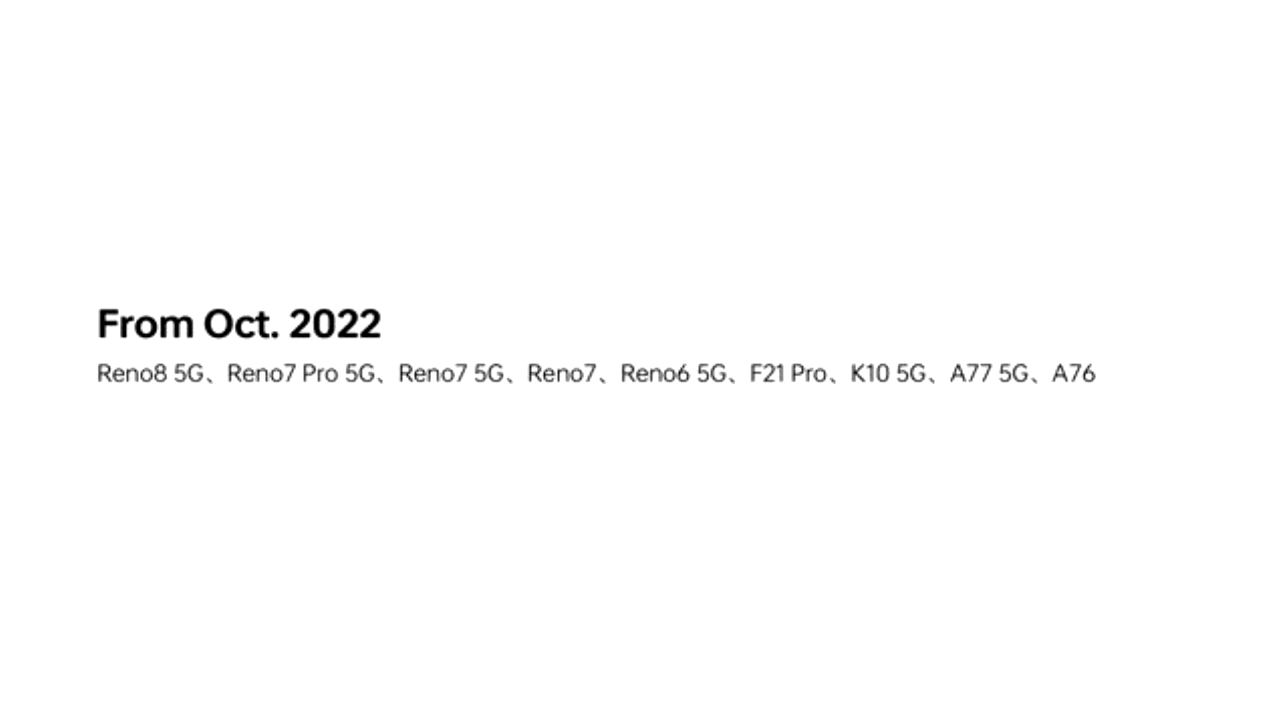 From Oct. 2022
Reno8 5G、Reno7 Pro 5G、Reno7 5G、Reno7、Reno6 5G、F21 Pro、K10 5G、A77 5G、A76